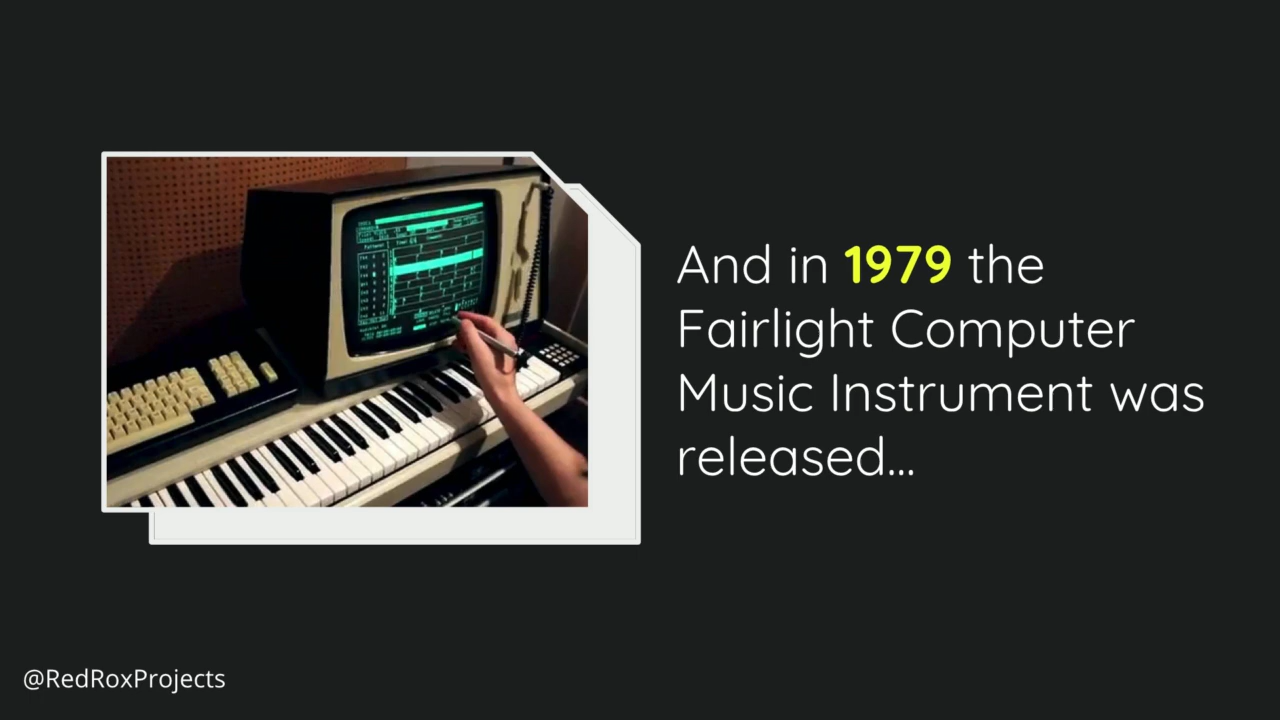 And in 1979 the
Fairlight Computer
Music Instrument was
released...
@RedRoxProjects